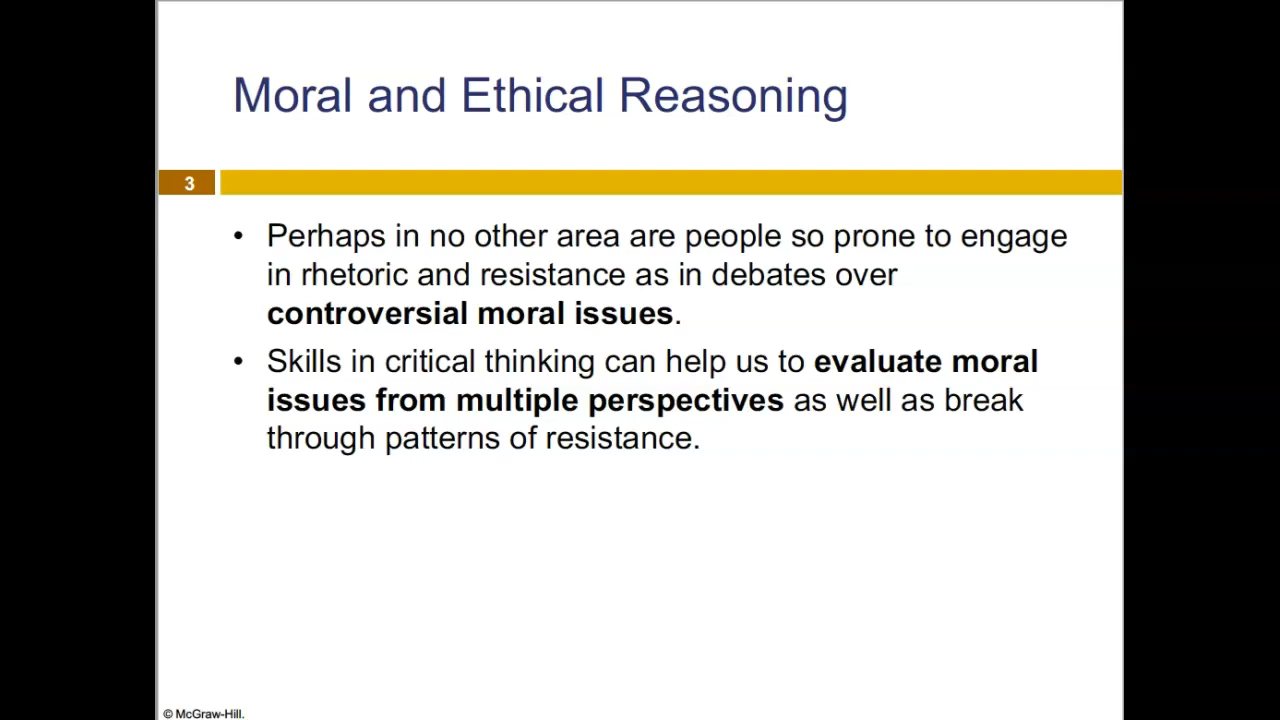 Moral and Ethical Reasoning
3
• Perhaps in no other area are people so prone to engage
in rhetoric and resistance as in debates over
controversial moral issues.
• Skills in critical thinking can help us to evaluate moral
issues from multiple perspectives as well as break
through patterns of resistance.
© McGraw-Hill.